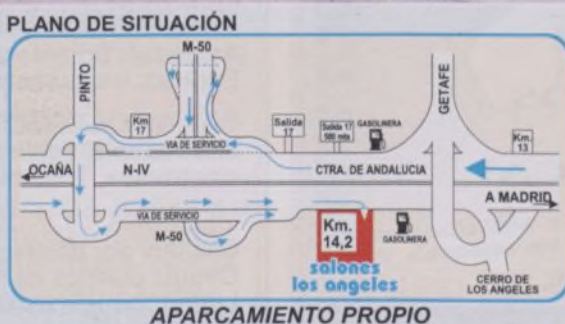 PLANO DE SITUACIÓN
M-50
PINTO
GETAFE
Km
17
Salida
17
Salida 17
500 mts
GASOLINERA
Km.
13
VIA DE SERVICIO
OCAÑA
N-IV
CTRA. DE ANDALUCIA
A MADRID
VIA DE SERVICIO
M-50
Km.
14,2
GASOLINERA
salones
los angeles
CERRO DE
LOS ANGELES
APARCAMIENTO PROPIO